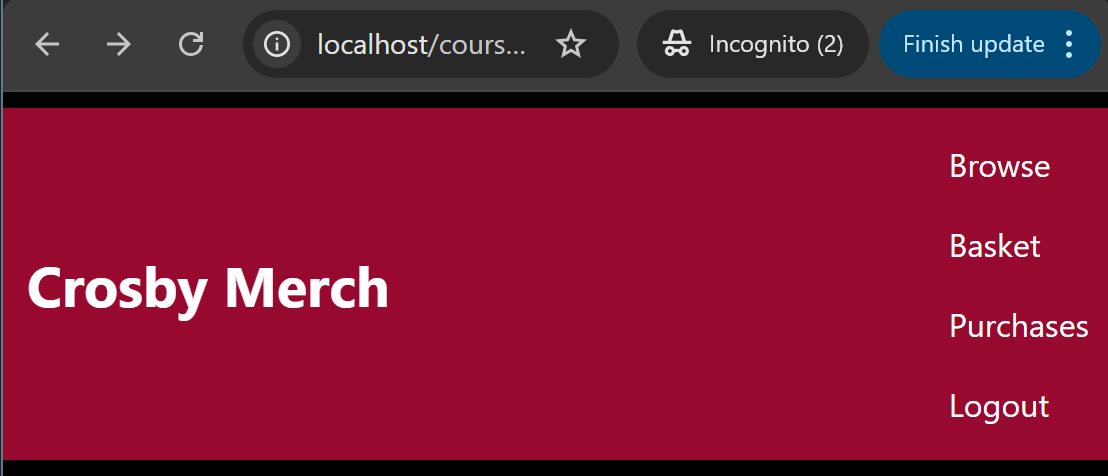 localhost/cours...
Incognito (2)
Finish update
Browse
Basket
Crosby Merch
Purchases
Logout